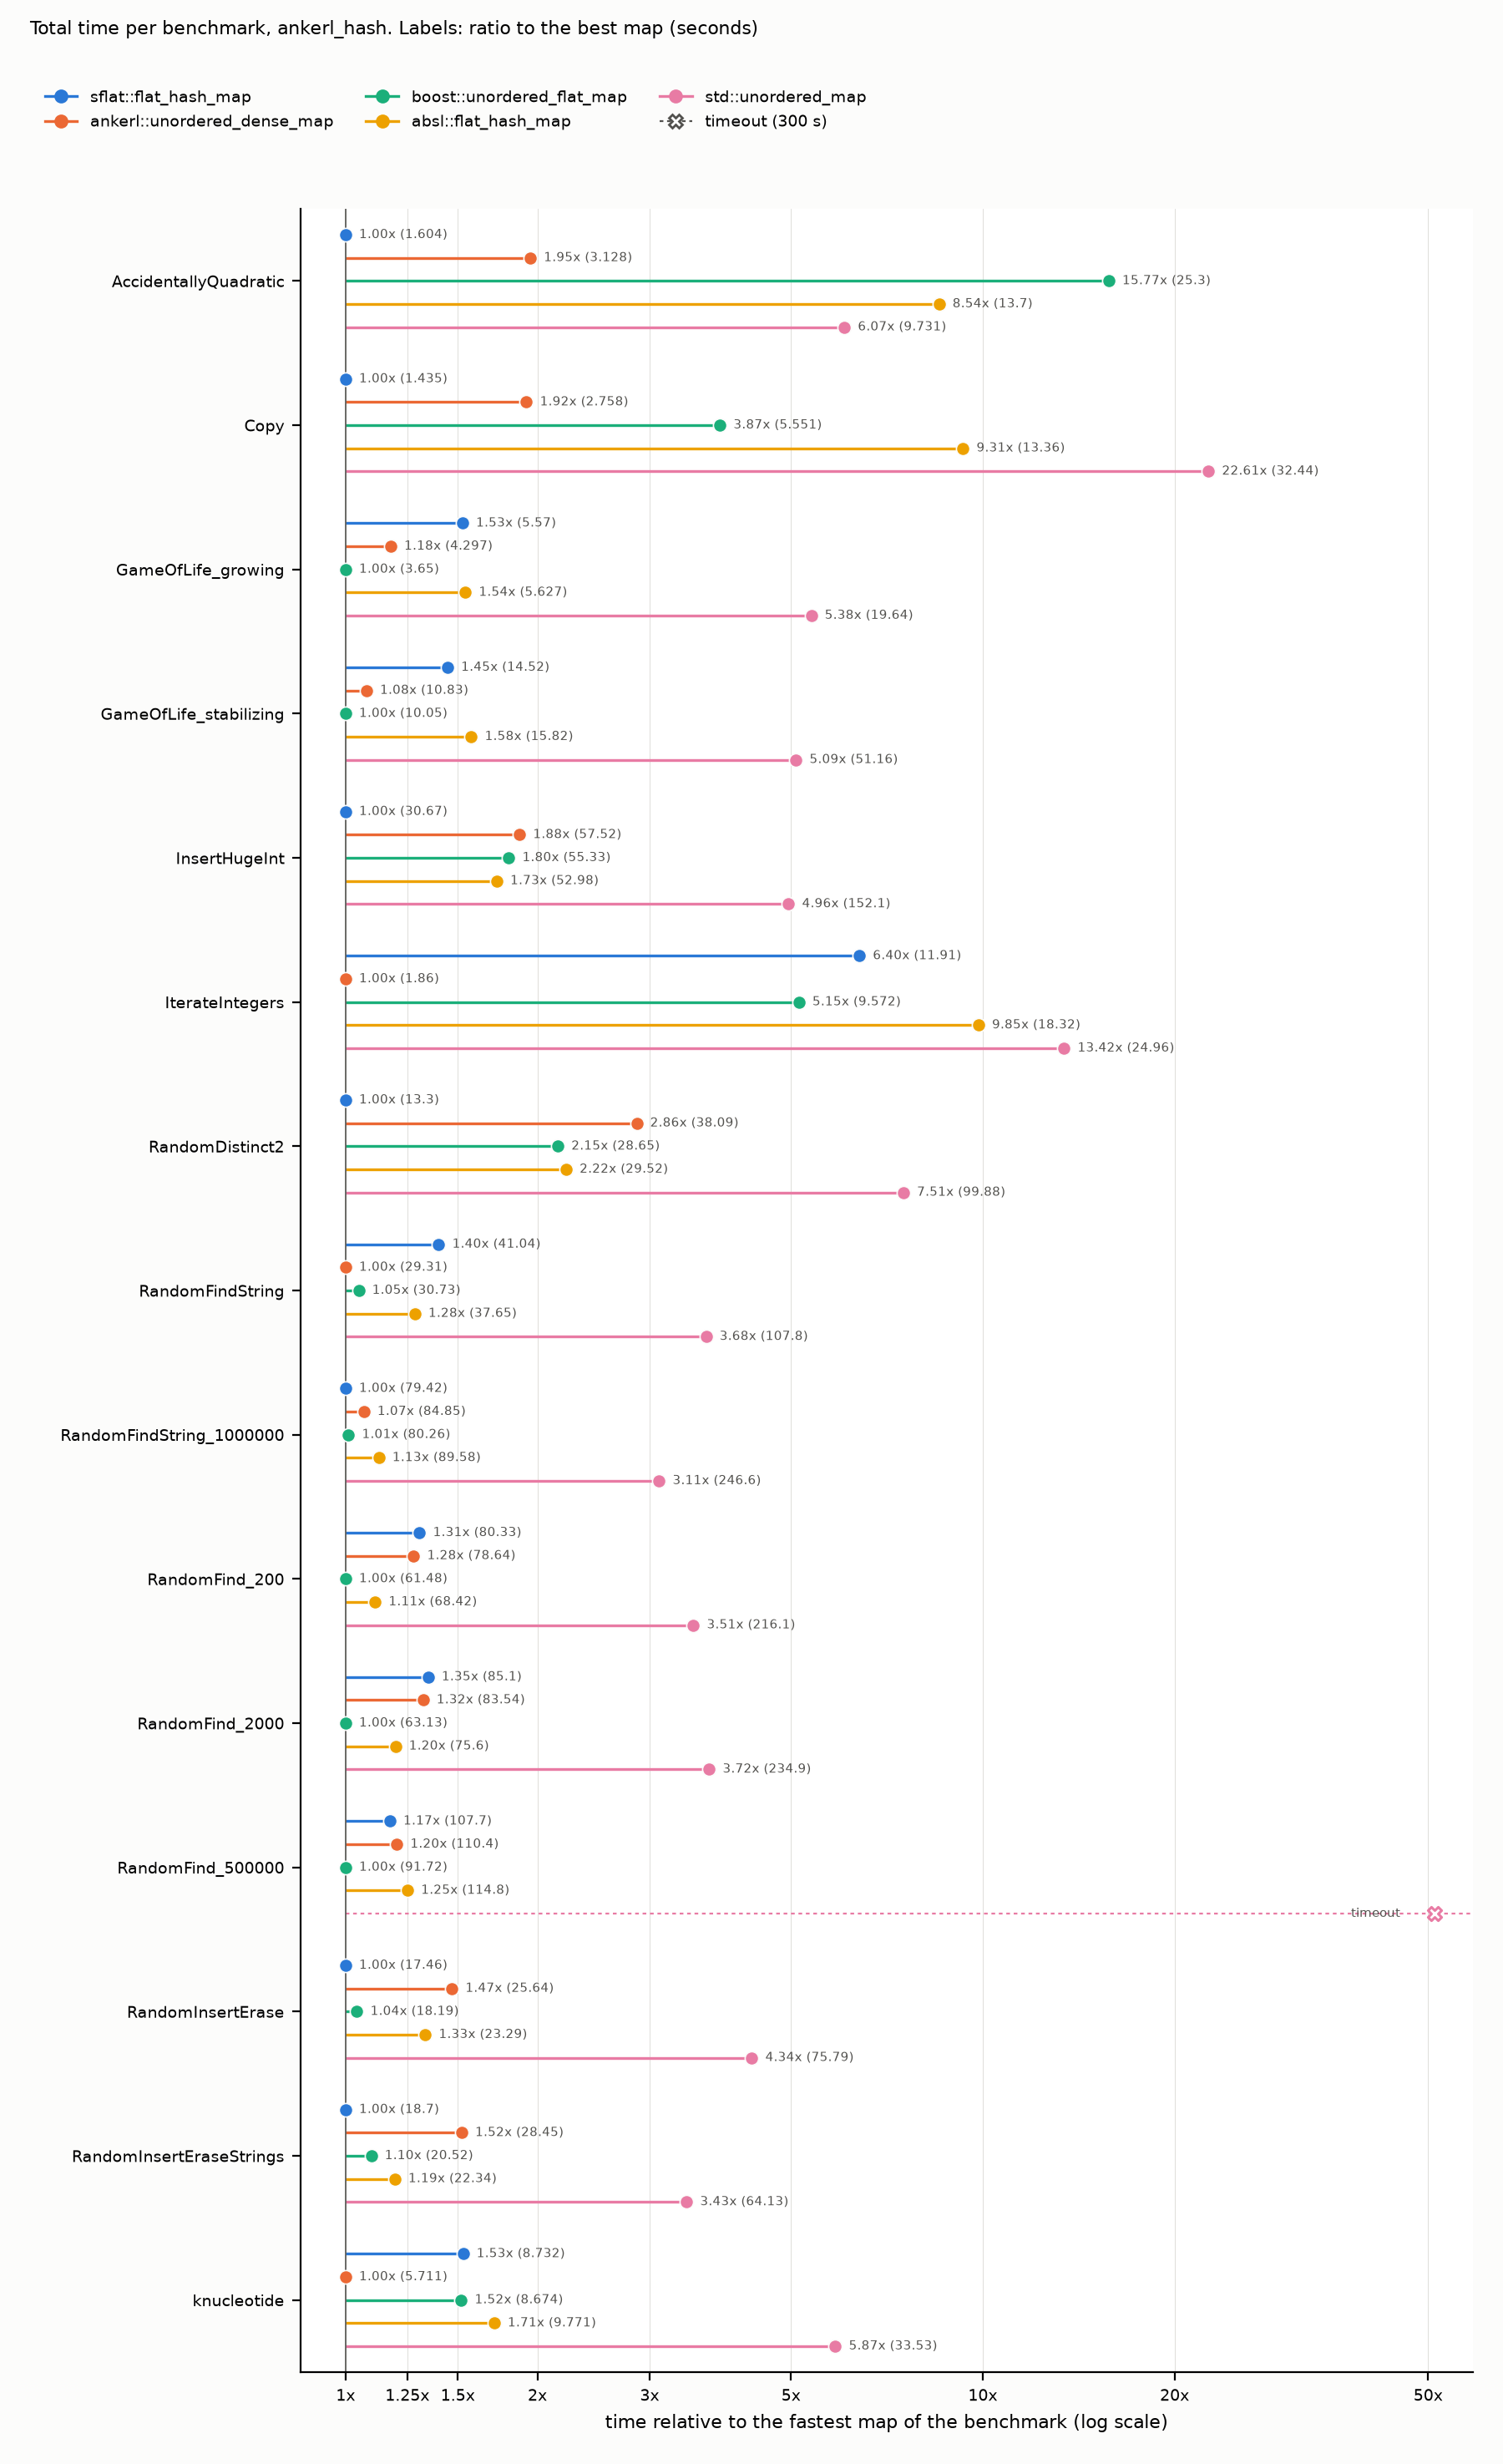 Total time per benchmark, ankerl_hash. Labels: ratio to the best map (seconds)
sflat::flat_hash_map
boost::unordered_flat_map
std::unordered_map
ankerl::unordered_dense_map
absl::flat_hash_map
timeout (300 s)
1.00x (1.604)
1.95x (3.128)
AccidentallyQuadratic
15.77x (25.3)
8.54x (13.7)
6.07x (9.731)
1.00x (1.435)
1.92x (2.758)
Copy
3.87x (5.551)
9.31x (13.36)
22.61x (32.44)
1.53x (5.57)
1.18x (4.297)
GameOfLife_growing
1.00x (3.65)
1.54x (5.627)
5.38x (19.64)
1.45x (14.52)
1.08x (10.83)
GameOfLife_stabilizing
1.00x (10.05)
1.58x (15.82)
5.09x (51.16)
1.00x (30.67)
1.88x (57.52)
InsertHugeInt
1.80x (55.33)
1.73x (52.98)
4.96x (152.1)
6.40x (11.91)
1.00x (1.86)
IterateIntegers
5.15x (9.572)
9.85x (18.32)
13.42x (24.96)
1.00x (13.3)
2.86x (38.09)
RandomDistinct2
2.15x (28.65)
2.22x (29.52)
7.51x (99.88)
1.40x (41.04)
1.00x (29.31)
RandomFindString
1.05x (30.73)
1.28x (37.65)
3.68x (107.8)
1.00x (79.42)
1.07x (84.85)
RandomFindString_1000000
1.01x (80.26)
1.13x (89.58)
3.11x (246.6)
1.31x (80.33)
1.28x (78.64)
RandomFind_200
1.00x (61.48)
1.11x (68.42)
3.51x (216.1)
1.35x (85.1)
1.32x (83.54)
RandomFind_2000
1.00x (63.13)
1.20x (75.6)
3.72x (234.9)
1.17x (107.7)
1.20x (110.4)
RandomFind_500000
1.00x (91.72)
1.25x (114.8)
timeout
1.00x (17.46)
1.47x (25.64)
RandomInsertErase
1.04x (18.19)
1.33x (23.29)
4.34x (75.79)
1.00x (18.7)
1.52x (28.45)
RandomInsertEraseStrings
1.10x (20.52)
1.19x (22.34)
3.43x (64.13)
1.53x (8.732)
1.00x (5.711)
knucleotide
1.52x (8.674)
1.71x (9.771)
5.87x (33.53)
1x 1.25x 1.5x 2x 3x 5x 10x 20x 50x
time relative to the fastest map of the benchmark (log scale)